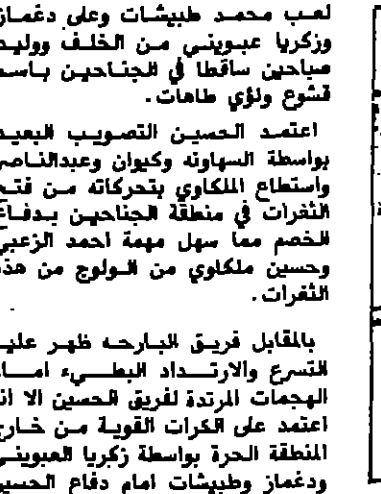 لعب محمد طبيشات وعلى دغماز
وزكريا عبويني من الخلف ووليد
صباحين ساقطا في الجناحين باسم
قشوع ولؤي طاهات .
اعتمد الحسين التصويب البعيد
بواسطة السهاونه وكيوان وعبدالناصر
واستطاع الملكاوي بتحركاته من فتح
الثغرات في منطقة الجناحين بدفاع
الخصم مما سهل مهمة احمد الزعبي
وحسين ملكاوي من الولوج من هذه
الثغرات .
بالمقابل فريق البارحه ظهر عليه
التسرع والارتداد البطيء امام
الهجمات المرتدة لفريق الحسين الا انه
اعتمد على الكرات القوية من خارج
المنطقة الحرة بواسطة زكريا العبويني
ودغماز وطبيشات امام دفاع الحسين